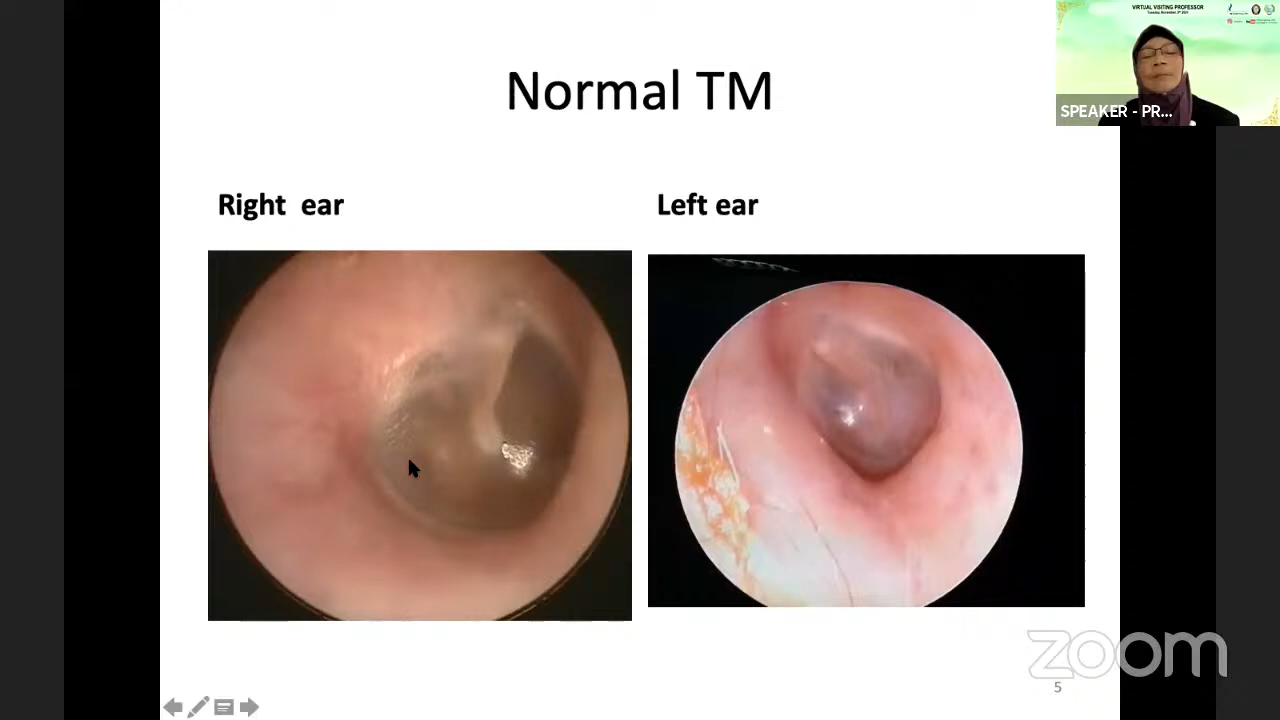 VIRTUAL VISITING PROFESSOR
Normal TM
SPEAKER - PR...
Right  ear
Left ear
zoom
5